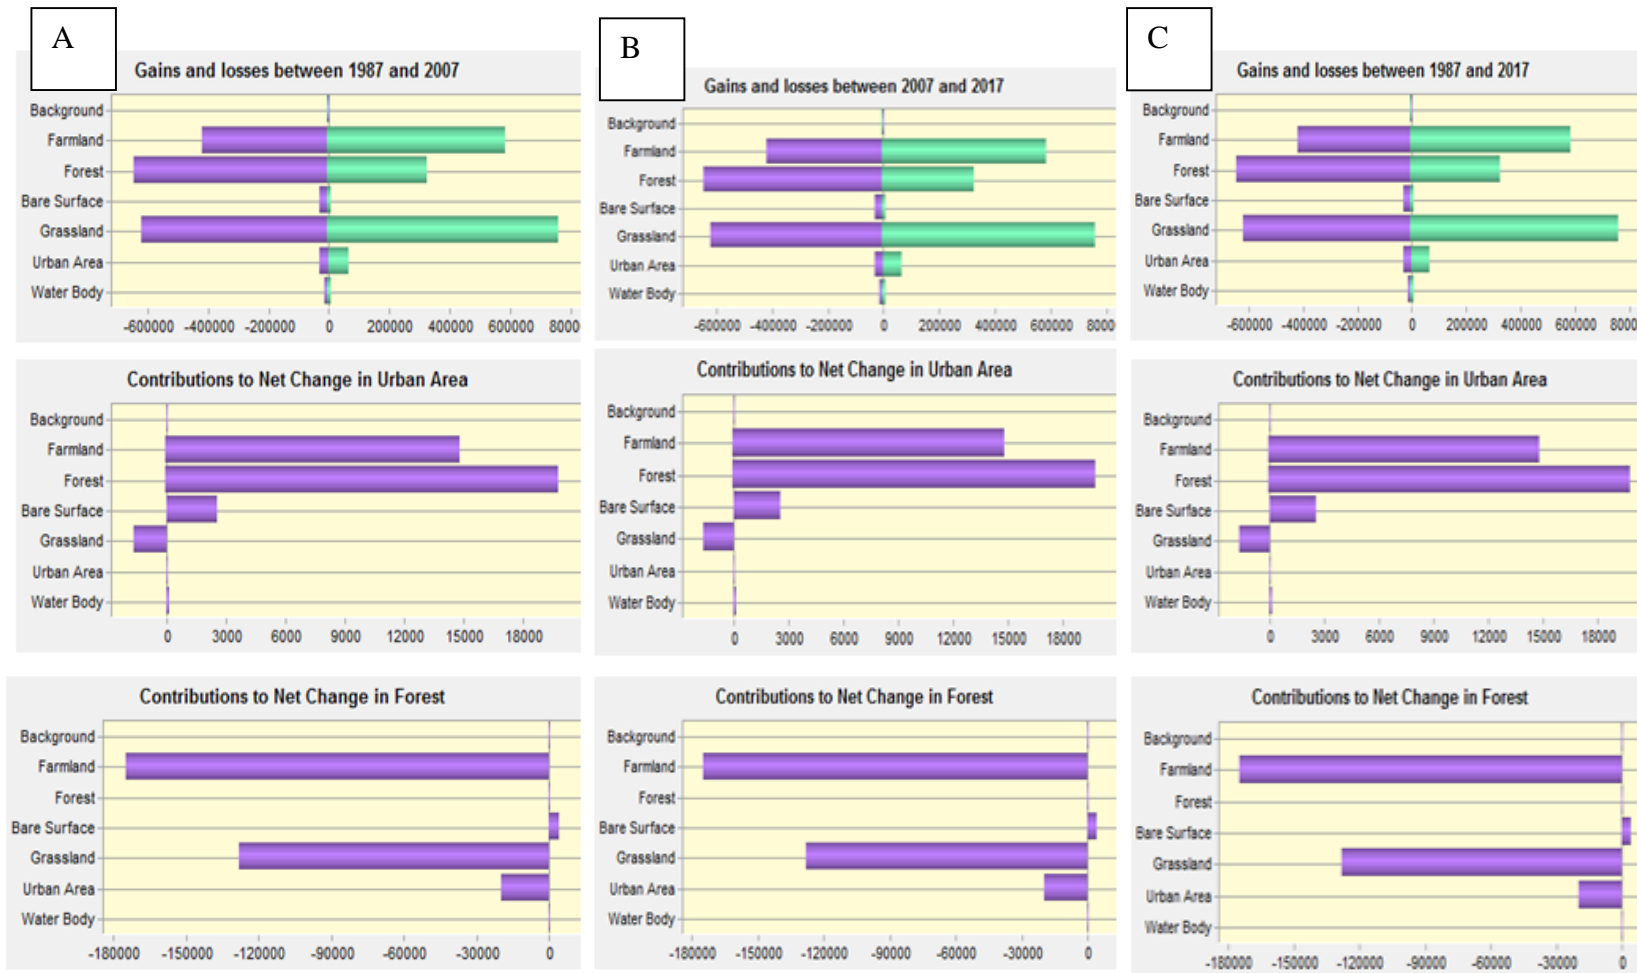 A
Gains and losses between 1987 and 2007
Background
Farmland
Forest
Bare Surface
Grassland
Urban Area
Water Body
-600000 -400000 -200000 0 200000 400000 600000 8000
Contributions to Net Change in Urban Area
Background
Farmland
Forest
Bare Surface
Grassland
Urban Area
Water Body
0 3000 6000 9000 12000 15000 18000
Contributions to Net Change in Forest
Background
Farmland
Forest
Bare Surface
Grassland
Urban Area
Water Body
-180000 -150000 -120000 -90000 -60000 -30000 0
B
Gains and losses between 2007 and 2017
Background
Farmland
Forest
Bare Surface
Grassland
Urban Area
Water Body
-600000 -400000 -200000 0 200000 400000 600000 8000
Contributions to Net Change in Urban Area
Background
Farmland
Forest
Bare Surface
Grassland
Urban Area
Water Body
0 3000 6000 9000 12000 15000 18000
Contributions to Net Change in Forest
Background
Farmland
Forest
Bare Surface
Grassland
Urban Area
Water Body
-180000 -150000 -120000 -90000 -60000 -30000 0
C
Gains and losses between 1987 and 2017
Background
Farmland
Forest
Bare Surface
Grassland
Urban Area
Water Body
-600000 -400000 -200000 0 200000 400000 600000 8000
Contributions to Net Change in Urban Area
Background
Farmland
Forest
Bare Surface
Grassland
Urban Area
Water Body
0 3000 6000 9000 12000 15000 18000
Contributions to Net Change in Forest
Background
Farmland
Forest
Bare Surface
Grassland
Urban Area
Water Body
-180000 -150000 -120000 -90000 -60000 -30000 0